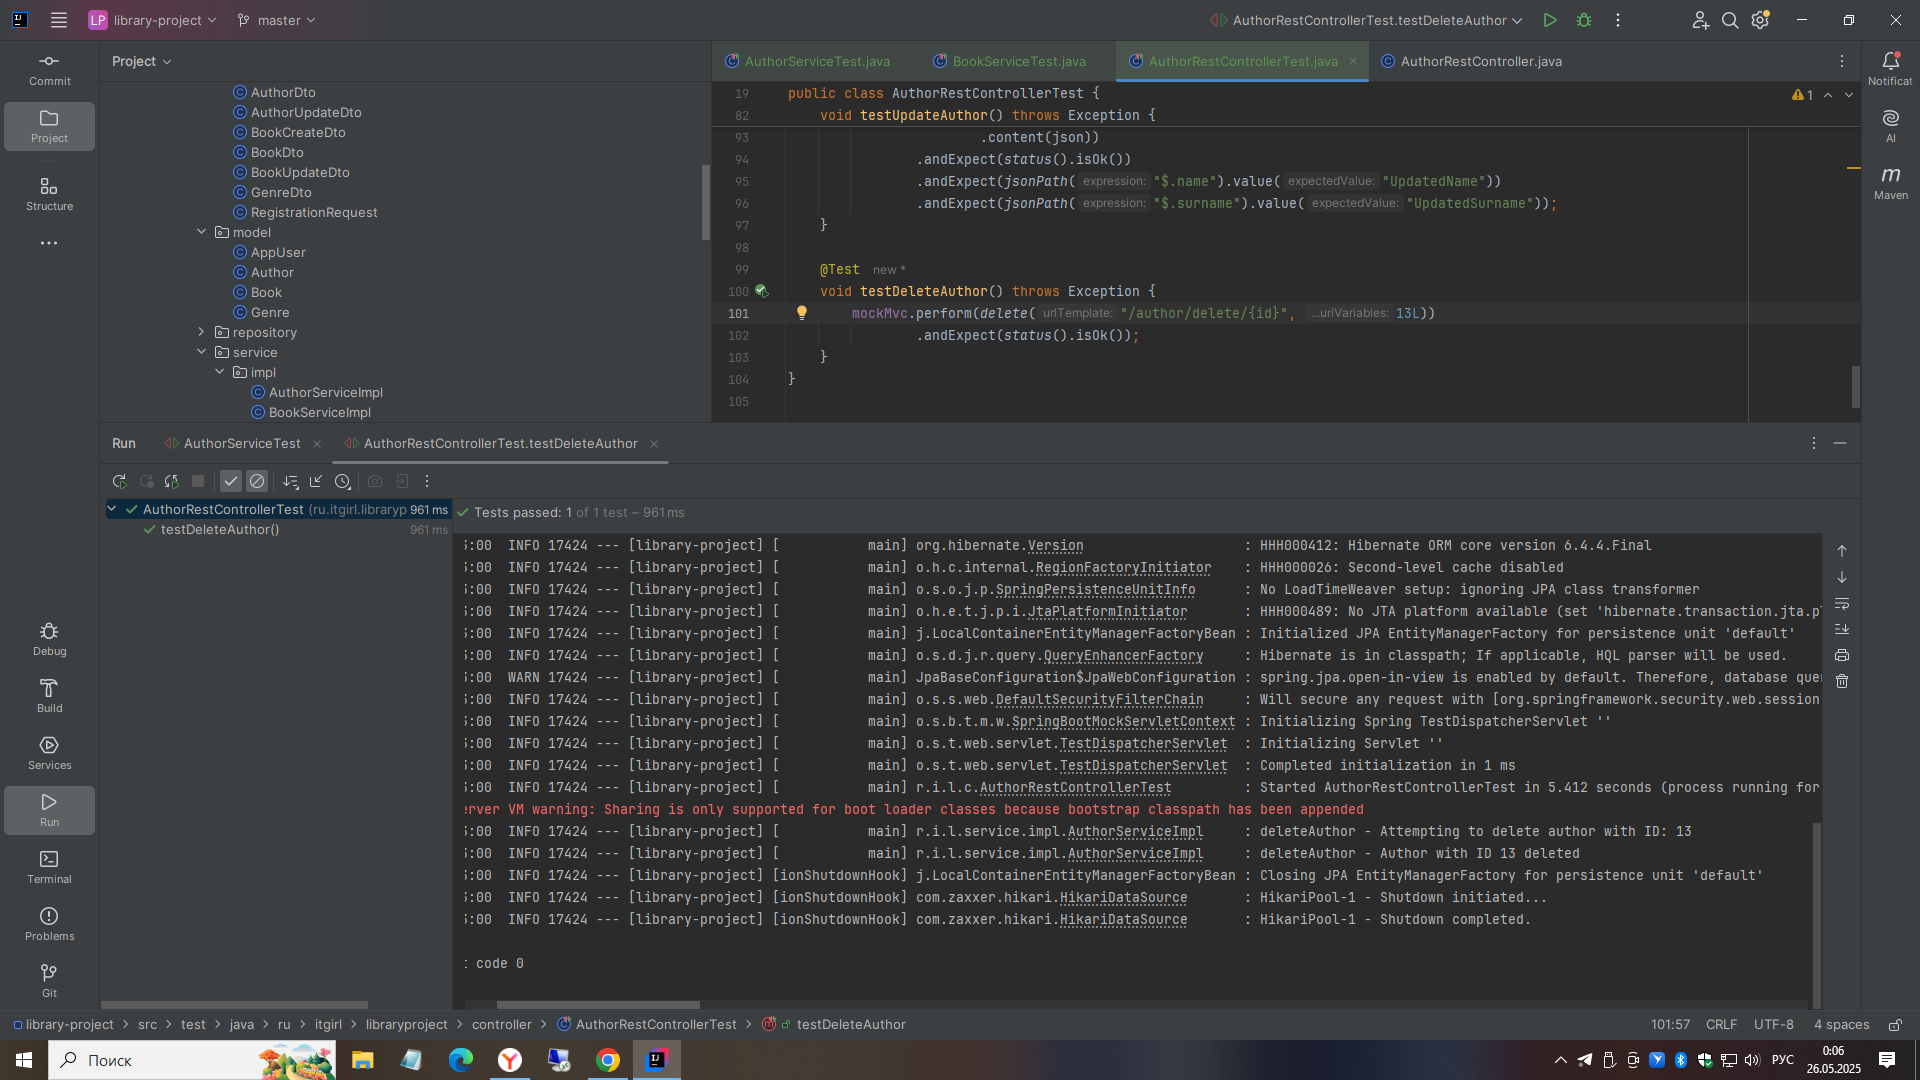 LP library-project master AuthorRestControllerTest.testDeleteAuthor
Commit
Project
Structure
Debug
Build
Services
Run
Terminal
Problems
Git
Project
AuthorDto
AuthorUpdateDto
BookCreateDto
BookDto
BookUpdateDto
GenreDto
RegistrationRequest
model
AppUser
Author
Book
Genre
repository
service
impl
AuthorServiceImpl
BookServiceImpl
AuthorServiceTest.java BookServiceTest.java AuthorRestControllerTest.java AuthorRestController.java
19 public class AuthorRestControllerTest { 1
82 void testUpdateAuthor() throws Exception {
93 .content(json))
94 .andExpect(status().isOk())
95 .andExpect(jsonPath( expression: "$.name").value( expectedValue: "UpdatedName"))
96 .andExpect(jsonPath( expression: "$.surname").value( expectedValue: "UpdatedSurname"));
97 }
98
99 @Test new *
100 void testDeleteAuthor() throws Exception {
101 mockMvc.perform(delete( urlTemplate: "/author/delete/{id}", ...uriVariables: 13L))
102 .andExpect(status().isOk());
103 }
104 }
105
Notificat
AI
Maven
Run AuthorServiceTest AuthorRestControllerTest.testDeleteAuthor
AuthorRestControllerTest (ru.itgirl.libraryp 961 ms
testDeleteAuthor() 961 ms
Tests passed: 1 of 1 test – 961 ms
:00 INFO 17424 --- [library-project] [ main] org.hibernate.Version : HHH000412: Hibernate ORM core version 6.4.4.Final
:00 INFO 17424 --- [library-project] [ main] o.h.c.internal.RegionFactoryInitiator : HHH000026: Second-level cache disabled
:00 INFO 17424 --- [library-project] [ main] o.s.o.j.p.SpringPersistenceUnitInfo : No LoadTimeWeaver setup: ignoring JPA class transformer
:00 INFO 17424 --- [library-project] [ main] o.h.e.t.j.p.i.JtaPlatformInitiator : HHH000489: No JTA platform available (set 'hibernate.transaction.jta.p
:00 INFO 17424 --- [library-project] [ main] j.LocalContainerEntityManagerFactoryBean : Initialized JPA EntityManagerFactory for persistence unit 'default'
:00 INFO 17424 --- [library-project] [ main] o.s.d.j.r.query.QueryEnhancerFactory : Hibernate is in classpath; If applicable, HQL parser will be used.
:00 WARN 17424 --- [library-project] [ main] JpaBaseConfiguration$JpaWebConfiguration : spring.jpa.open-in-view is enabled by default. Therefore, database que
:00 INFO 17424 --- [library-project] [ main] o.s.s.web.DefaultSecurityFilterChain : Will secure any request with [org.springframework.security.web.session
:00 INFO 17424 --- [library-project] [ main] o.s.b.t.m.w.SpringBootMockServletContext : Initializing Spring TestDispatcherServlet ''
:00 INFO 17424 --- [library-project] [ main] o.s.t.web.servlet.TestDispatcherServlet : Initializing Servlet ''
:00 INFO 17424 --- [library-project] [ main] o.s.t.web.servlet.TestDispatcherServlet : Completed initialization in 1 ms
:00 INFO 17424 --- [library-project] [ main] r.i.l.c.AuthorRestControllerTest : Started AuthorRestControllerTest in 5.412 seconds (process running for
erver VM warning: Sharing is only supported for boot loader classes because bootstrap classpath has been appended
:00 INFO 17424 --- [library-project] [ main] r.i.l.service.impl.AuthorServiceImpl : deleteAuthor - Attempting to delete author with ID: 13
:00 INFO 17424 --- [library-project] [ main] r.i.l.service.impl.AuthorServiceImpl : deleteAuthor - Author with ID 13 deleted
:00 INFO 17424 --- [library-project] [ionShutdownHook] j.LocalContainerEntityManagerFactoryBean : Closing JPA EntityManagerFactory for persistence unit 'default'
:00 INFO 17424 --- [library-project] [ionShutdownHook] com.zaxxer.hikari.HikariDataSource : HikariPool-1 - Shutdown initiated...
:00 INFO 17424 --- [library-project] [ionShutdownHook] com.zaxxer.hikari.HikariDataSource : HikariPool-1 - Shutdown completed.
code 0
library-project > src > test > java > ru > itgirl > libraryproject > controller > AuthorRestControllerTest > testDeleteAuthor 101:57 CRLF UTF-8 4 spaces
Поиск РУС 0:06
26.05.2025